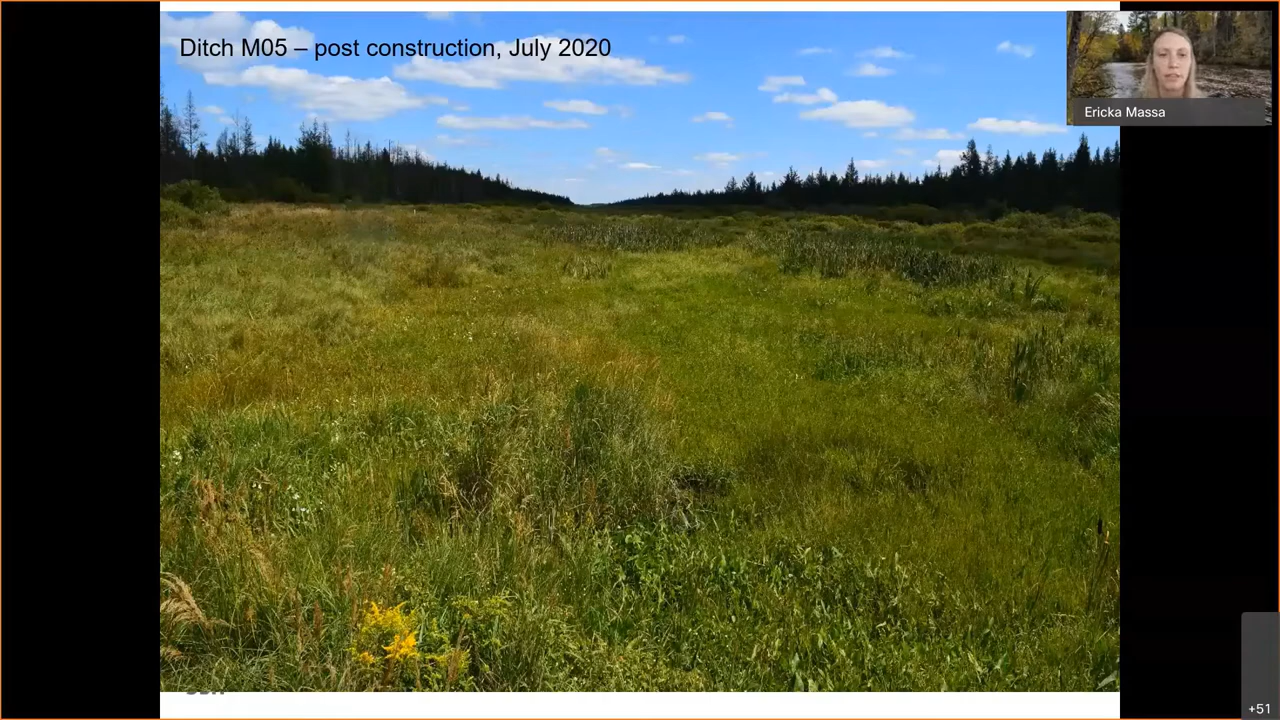 Ditch M05 – post construction, July 2020
Ericka Massa
+51